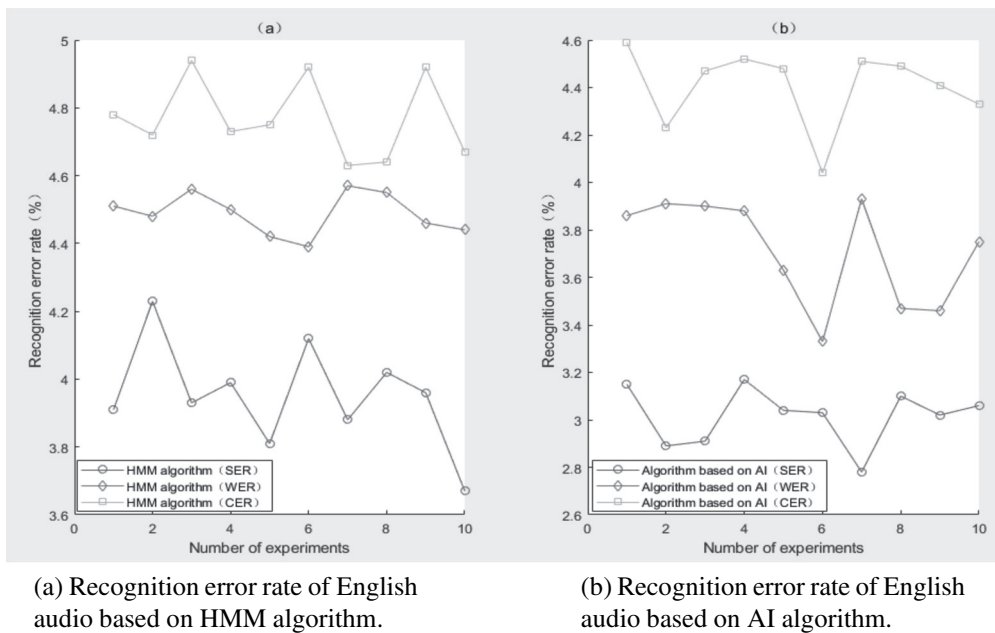 (a)
5
4.8
4.6
4.4
4.2
4
3.8
3.6
0
2
4
6
8
10
Recognition error rate (%)
Number of experiments
HMM algorithm (SER)
HMM algorithm (WER)
HMM algorithm (CER)
(b)
4.6
4.4
4.2
4
3.8
3.6
3.4
3.2
3
2.8
2.6
0
2
4
6
8
10
Recognition error rate (%)
Number of experiments
Algorithm based on AI (SER)
Algorithm based on AI (WER)
Algorithm based on AI (CER)
(a) Recognition error rate of English
audio based on HMM algorithm.
(b) Recognition error rate of English
audio based on AI algorithm.